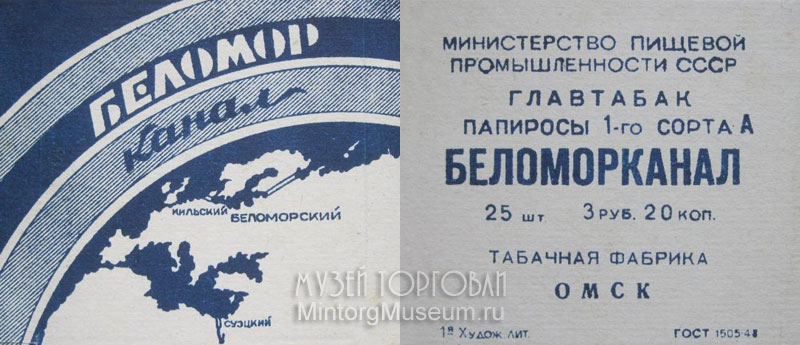 БЕЛОМОР
Канал
КИЛЬСКИЙ
БЕЛОМОРСКИЙ
СУЭЦКИЙ
МИНИСТЕРСТВО ПИЩЕВОЙ
ПРОМЫШЛЕННОСТИ СССР
ГЛАВТАБАК
ПАПИРОСЫ 1-го СОРТА А
БЕЛОМОРКАНАЛ
25 шт 3 РУБ. 20 КОП.
ТАБАЧНАЯ ФАБРИКА
ОМСК
1я Худож. лит. ГОСТ 1505-48
МУЗЕЙ ТОРГОВЛИ
MintorgMuseum.ru